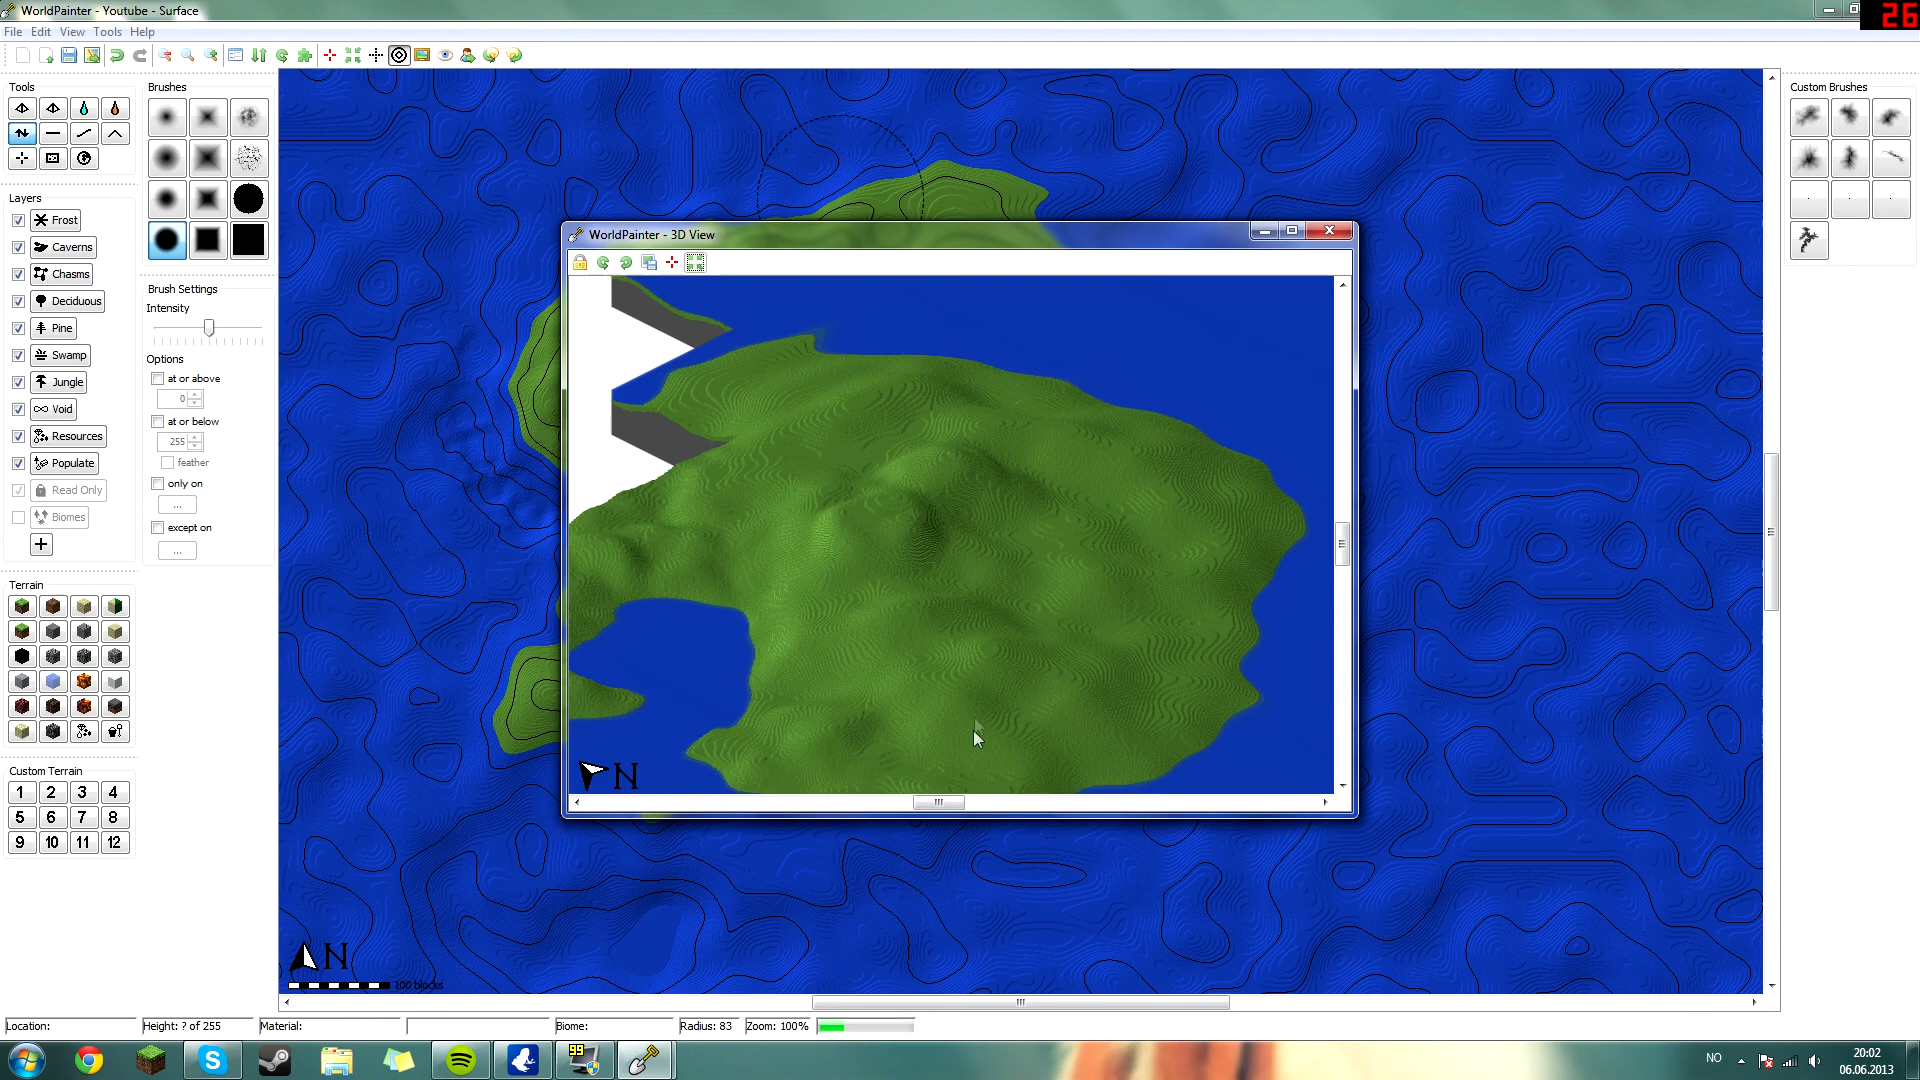 WorldPainter - Youtube - Surface
26
File Edit View Tools Help
Tools
Brushes
Custom Brushes
Layers
Frost
Caverns
Chasms
Deciduous
Pine
Swamp
Jungle
Void
Resources
Populate
Read Only
Biomes
+
Brush Settings
Intensity
Options
at or above
0
at or below
255
feather
only on
...
except on
...
Terrain
Custom Terrain
1 2 3 4
5 6 7 8
9 10 11 12
WorldPainter - 3D View
N
N
100 blocks
Location:
Height: ? of 255
Material:
Biome:
Radius: 83
Zoom: 100%
99
NO
20:02
06.06.2013